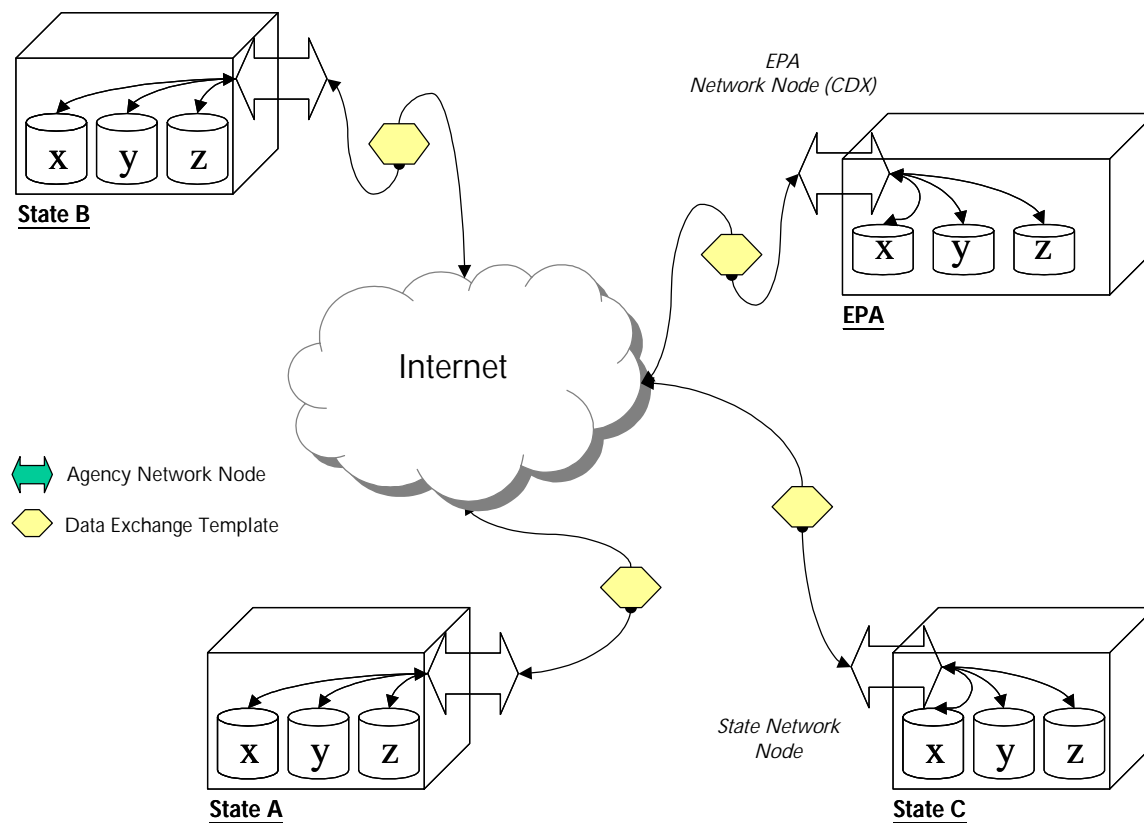 EPA
Network Node (CDX)
x y z
State B
x y z
EPA
Internet
Agency Network Node
Data Exchange Template
x y z
State A
State Network
Node
x y z
State C